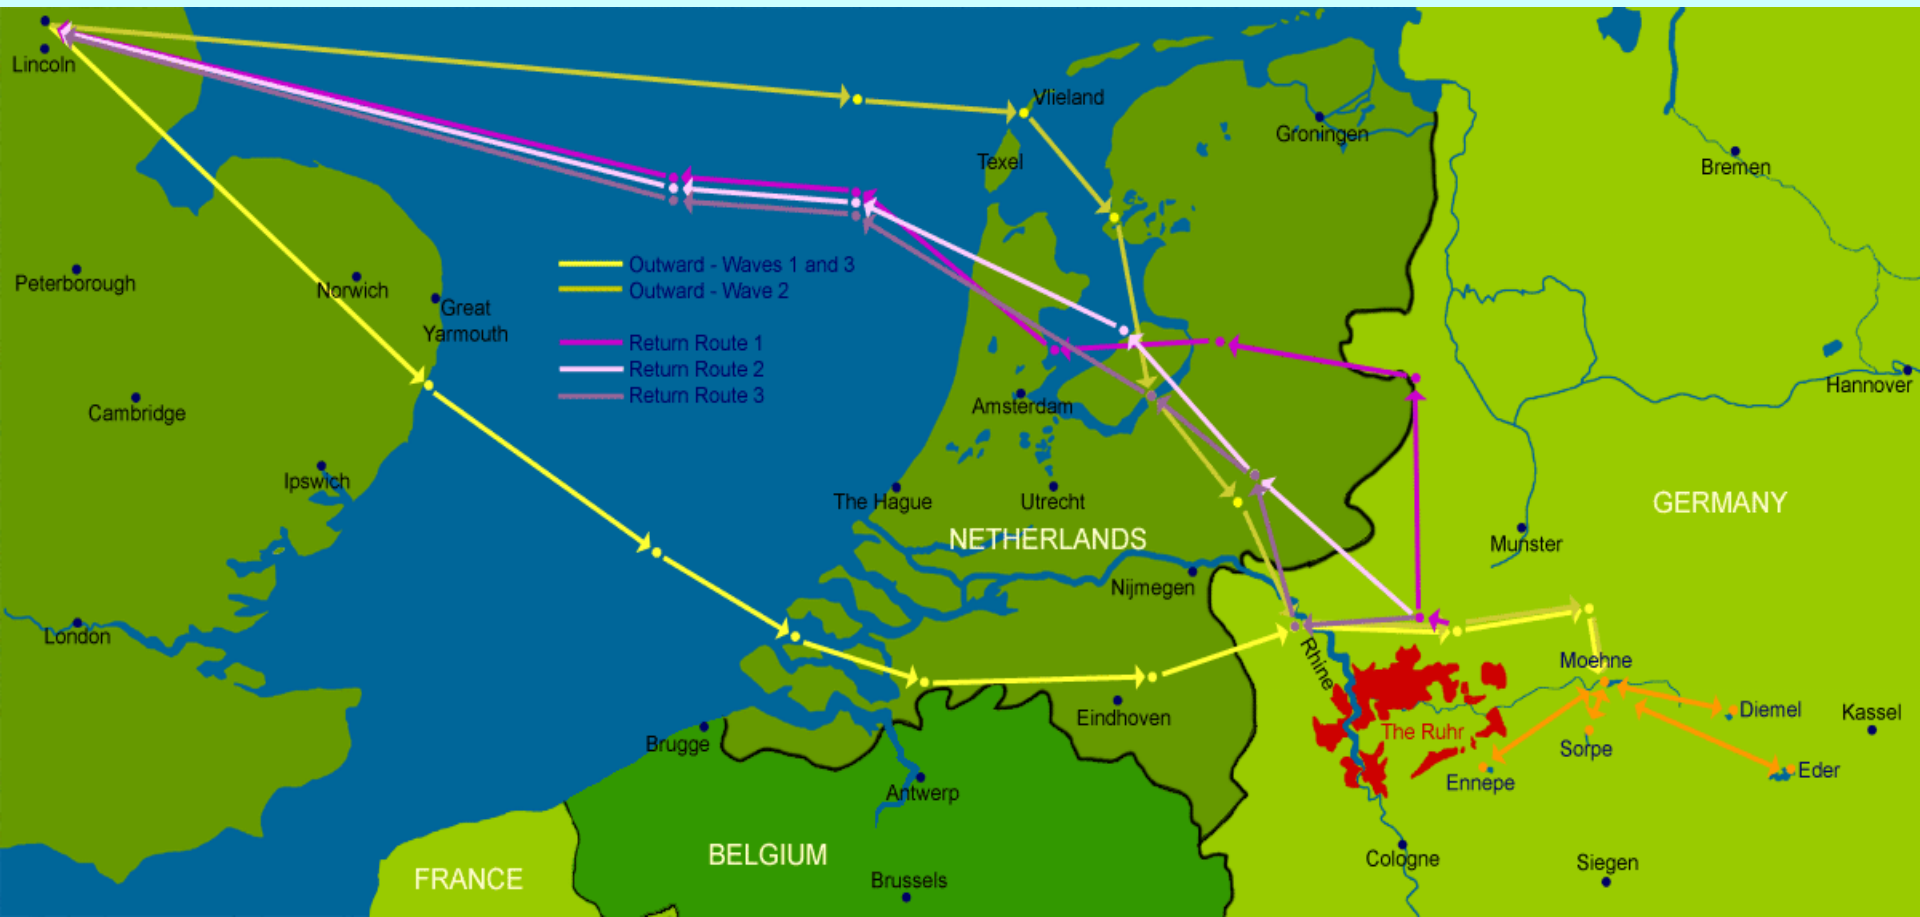 Lincoln
Vlieland
Groningen
Texel
Bremen
Peterborough
Norwich
Great
Yarmouth
Outward - Waves 1 and 3
Outward - Wave 2
Return Route 1
Return Route 2
Return Route 3
Hannover
Cambridge
Amsterdam
Ipswich
The Hague
Utrecht
GERMANY
NETHERLANDS
Munster
Nijmegen
London
Rhine
Moehne
Diemel
Kassel
Eindhoven
The Ruhr
Brugge
Sorpe
Eder
Ennepe
Antwerp
BELGIUM
Cologne
Siegen
FRANCE
Brussels